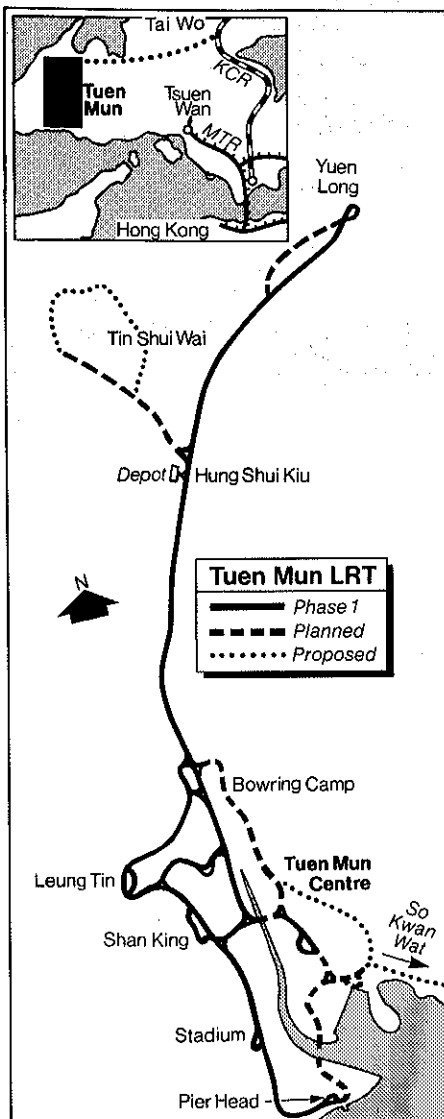 Tai Wo
KCR
Tuen
Mun
Tsuen
Wan
MTR
Hong Kong
Yuen
Long
Tin Shui Wai
Depot
Hung Shui Kiu
N
Tuen Mun LRT
Phase 1
Planned
Proposed
Bowring Camp
Leung Tin
Tuen Mun
Centre
Shan King
So
Kwan
Wat
Stadium
Pier Head